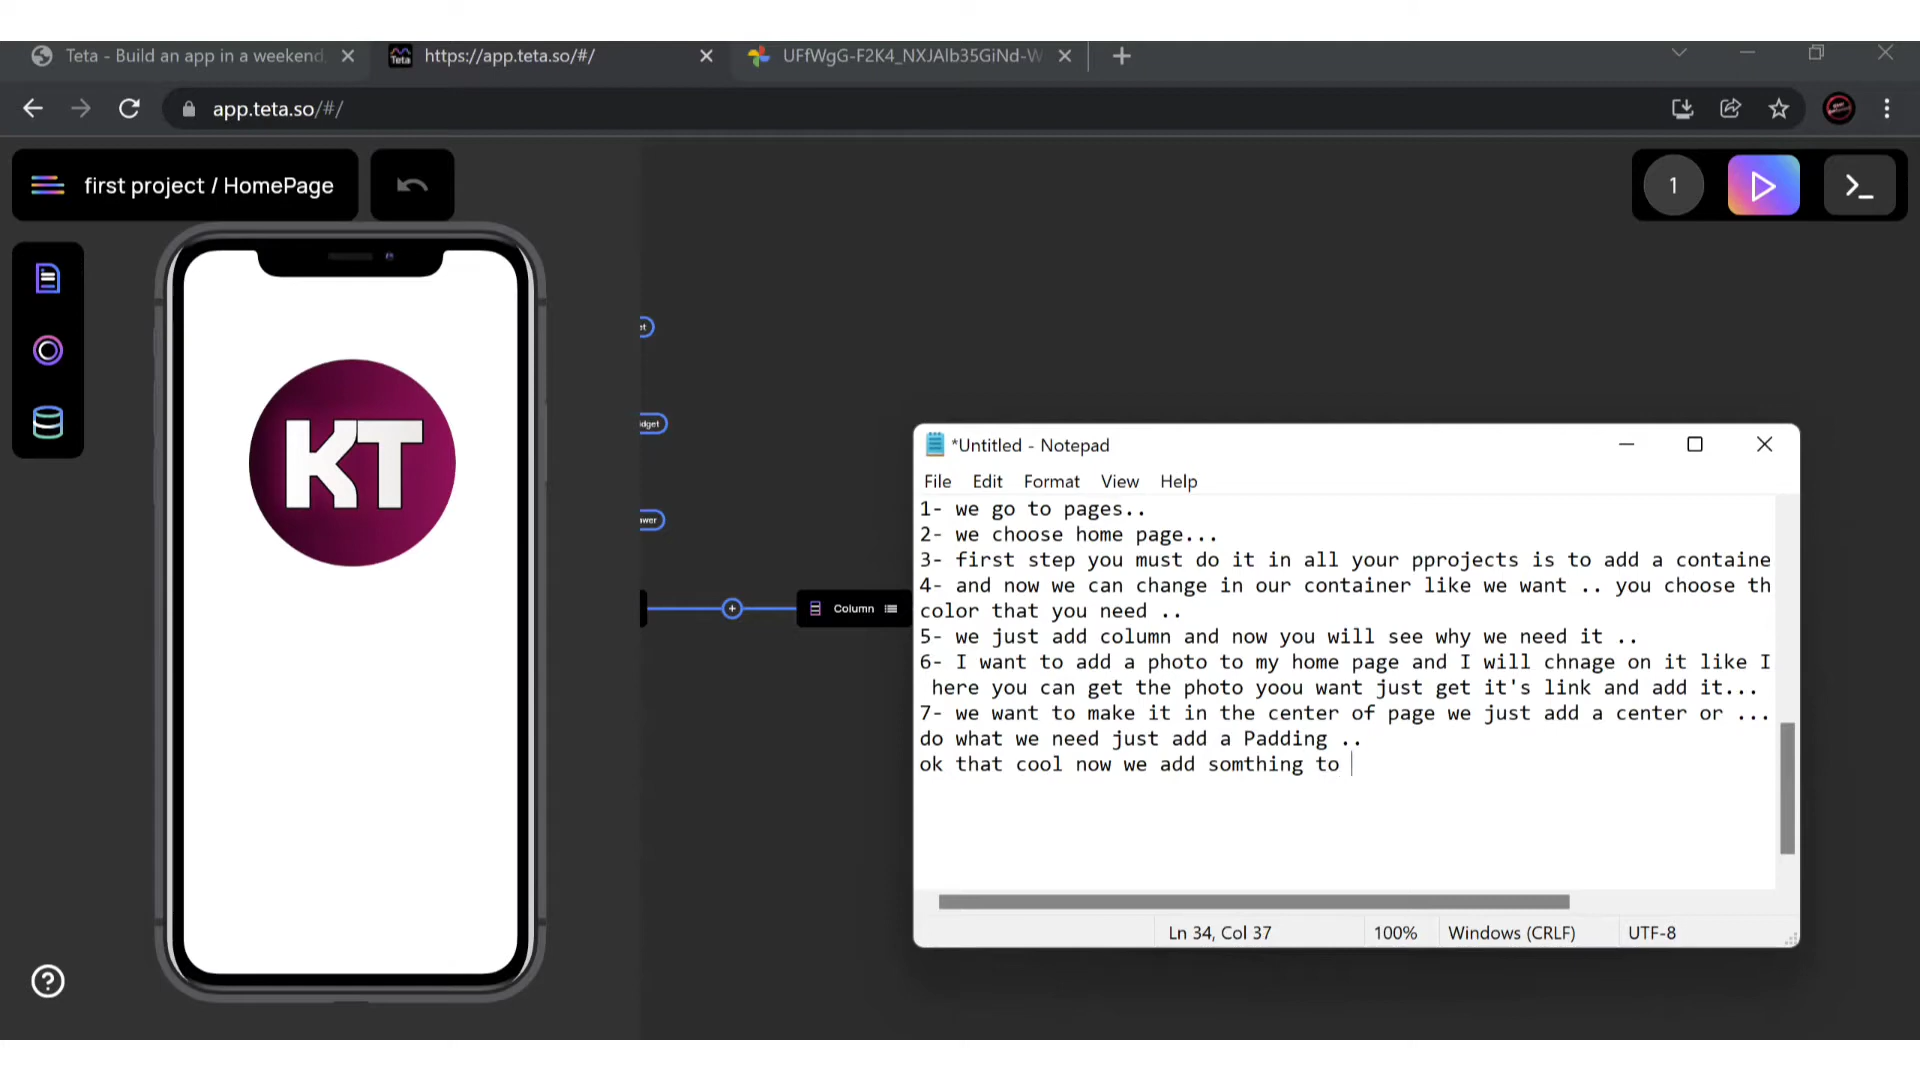 Teta - Build an app in a weekend
https://app.teta.so/#/
UFfWgG-F2K4_NXJAlb35GiNd-W
app.teta.so/#/
first project / HomePage
1
KT
et
dget
wer
Column
*Untitled - Notepad
File Edit Format View Help
1- we go to pages..
2- we choose home page...
3- first step you must do it in all your pprojects is to add a containe
4- and now we can change in our container like we want .. you choose th
color that you need ..
5- we just add column and now you will see why we need it ..
6- I want to add a photo to my home page and I will chnage on it like I
here you can get the photo yoou want just get it's link and add it...
7- we want to make it in the center of page we just add a center or ...
do what we need just add a Padding ..
ok that cool now we add somthing to
Ln 34, Col 37
100%
Windows (CRLF)
UTF-8